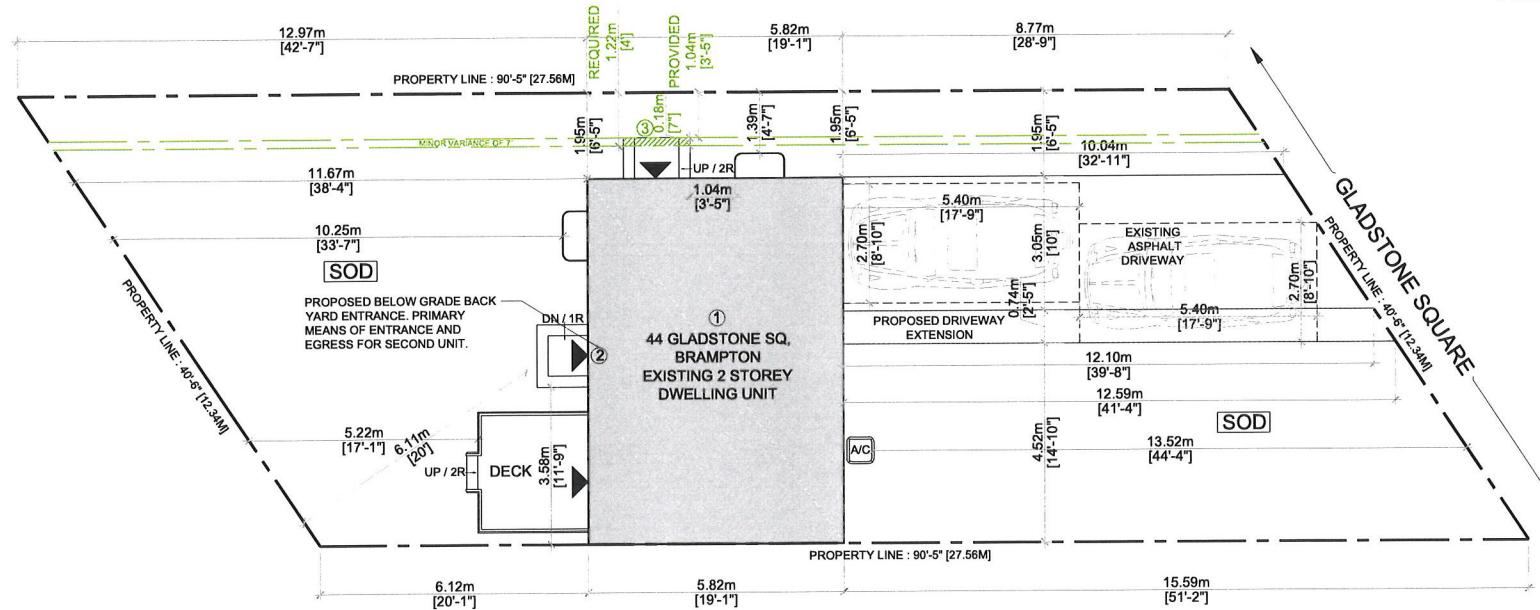 12.97m
[42'-7"]
REQUIRED
1.22m
[4']
PROVIDED
1.04m
[3'-5"]
5.82m
[19'-1"]
8.77m
[28'-9"]
PROPERTY LINE : 90'-5" [27.56M]
1.95m
[6'-5"]
3
0.18m
[7"]
1.39m
[4'-7"]
1.95m
[6'-5"]
1.95m
[6'-5"]
MINOR VARIANCE OF 7"
10.04m
[32'-11"]
11.67m
[38'-4"]
UP / 2R
1.04m
[3'-5"]
5.40m
[17'-9"]
GLADSTONE SQUARE
PROPERTY LINE : 40'-6" [12.34M]
10.25m
[33'-7"]
SOD
2.70m
[8'-10"]
3.05m
[10']
EXISTING
ASPHALT
DRIVEWAY
2.70m
[8'-10"]
PROPERTY LINE : 40'-6" [12.34M]
PROPOSED BELOW GRADE BACK
YARD ENTRANCE. PRIMARY
MEANS OF ENTRANCE AND
EGRESS FOR SECOND UNIT.
DN / 1R
2
1
44 GLADSTONE SQ,
BRAMPTON
EXISTING 2 STOREY
DWELLING UNIT
0.74m
[2'-5"]
PROPOSED DRIVEWAY
EXTENSION
5.40m
[17'-9"]
12.10m
[39'-8"]
12.59m
[41'-4"]
SOD
5.22m
[17'-1"]
6.11m
[20']
UP / 2R
DECK
3.58m
[11'-9"]
A/C
4.52m
[14'-10"]
13.52m
[44'-4"]
PROPERTY LINE : 90'-5" [27.56M]
6.12m
[20'-1"]
5.82m
[19'-1"]
15.59m
[51'-2"]